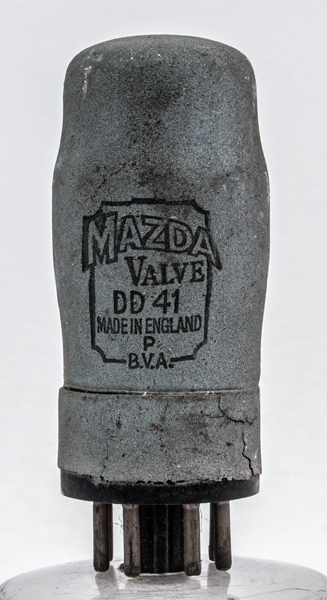 MAZDA
VALVE
DD 41
MADE IN ENGLAND
P
B.V.A.